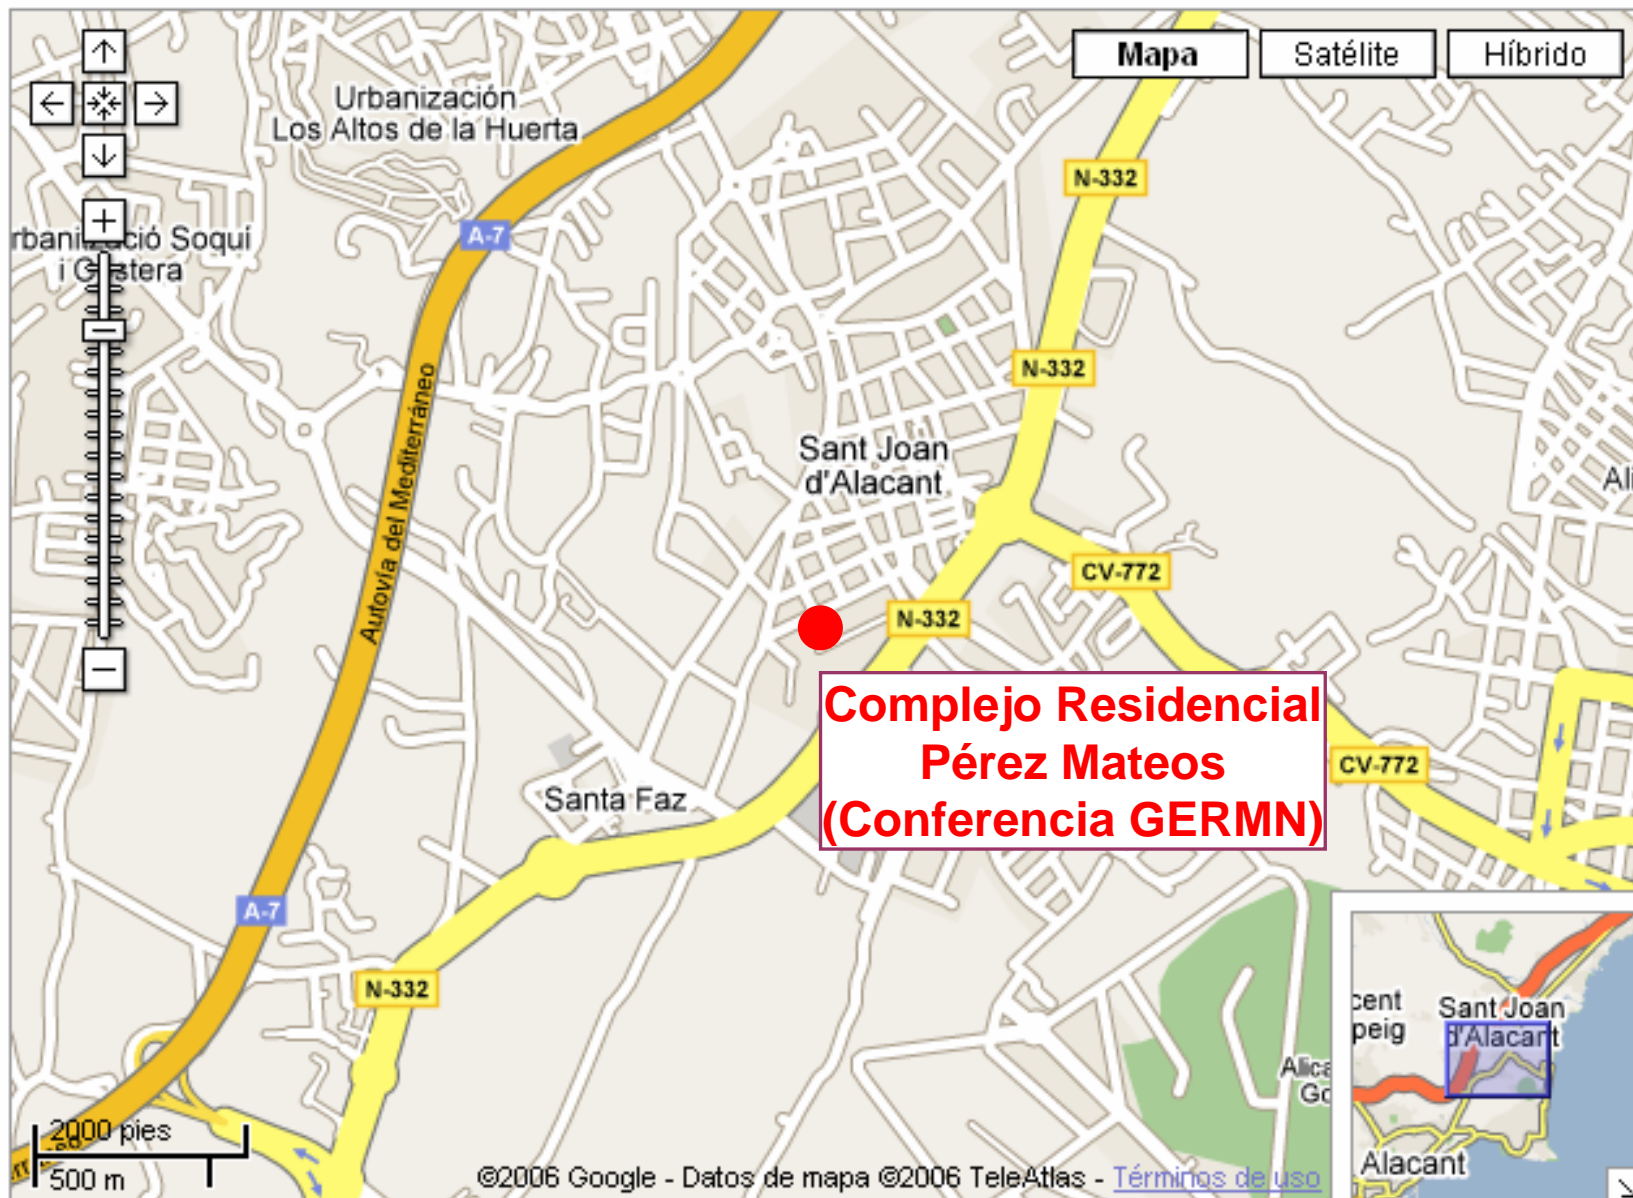 Mapa
Satélite
Híbrido
Urbanización
Los Altos de la Huerta
N-332
A-7
Soqui
N-332
Autovía del Mediterráneo
Sant Joan
d'Alacant
CV-772
N-332
Complejo Residencial
Pérez Mateos
(Conferencia GERMN)
CV-772
Santa Faz
A-7
N-332
Sant Joan
d'Alacant
Alacant
2000 pies
500 m
©2006 Google - Datos de mapa ©2006 TeleAtlas - Términos de uso